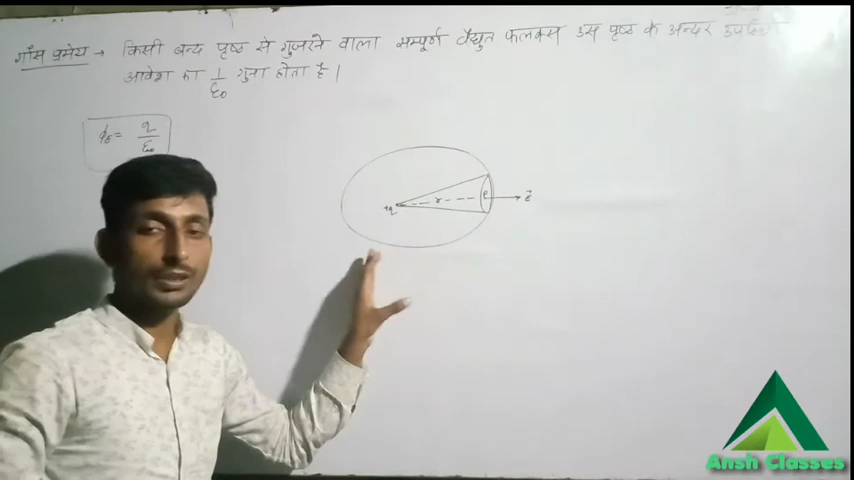 गॉस प्रमेय → किसी बन्द पृष्ठ से गुजरने वाला सम्पूर्ण वैद्युत फलक्स उस पृष्ठ के अन्दर उपस्थित
आवेश का 1/ε₀ गुना होता है।
ϕE = q/ε₀
+q r E⃗
Ansh Classes